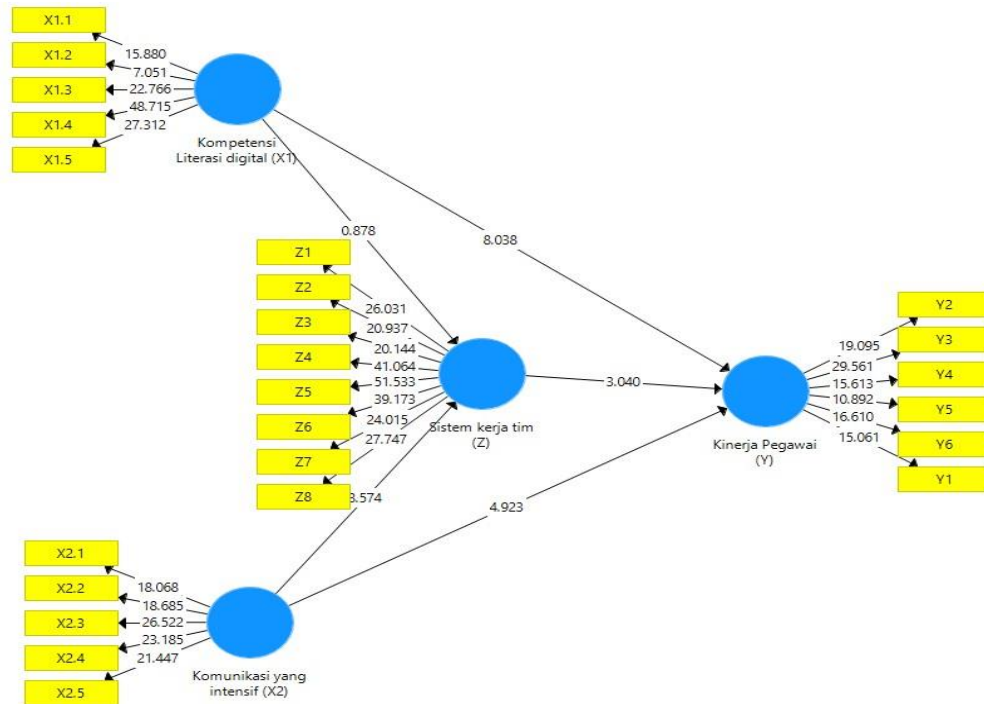 X1.1
X1.2
X1.3
X1.4
X1.5
15.880
7.051
22.766
48.715
27.312
Kompetensi
Literasi digital (X1)
0.878
8.038
Z1
Z2
Z3
Z4
Z5
Z6
Z7
Z8
26.031
20.937
20.144
41.064
51.533
39.173
24.015
27.747
Sistem kerja tim
(Z)
3.040
Y2
Y3
Y4
Y5
Y6
Y1
19.095
29.561
15.613
10.892
16.610
15.061
Kinerja Pegawai
(Y)
4.923
X2.1
X2.2
X2.3
X2.4
X2.5
18.068
18.685
26.522
23.185
21.447
Komunikasi yang
intensif (X2)